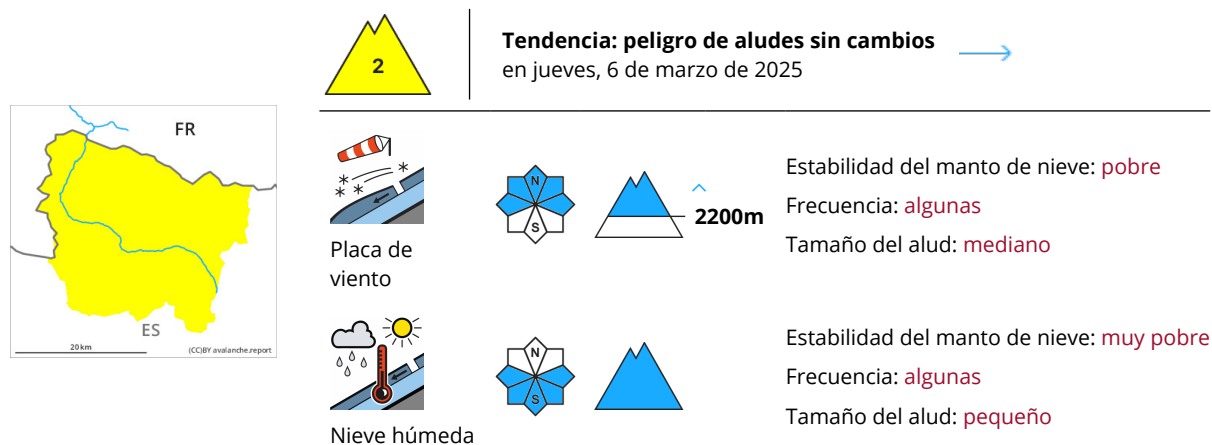 2
Tendencia: peligro de aludes sin cambios
en jueves, 6 de marzo de 2025
FR
ES
20 km
(CC)BY avalanche.report
Placa de
viento
N
S
2200m
Estabilidad del manto de nieve: pobre
Frecuencia: algunas
Tamaño del alud: mediano
Nieve húmeda
N
S
Estabilidad del manto de nieve: muy pobre
Frecuencia: algunas
Tamaño del alud: pequeño